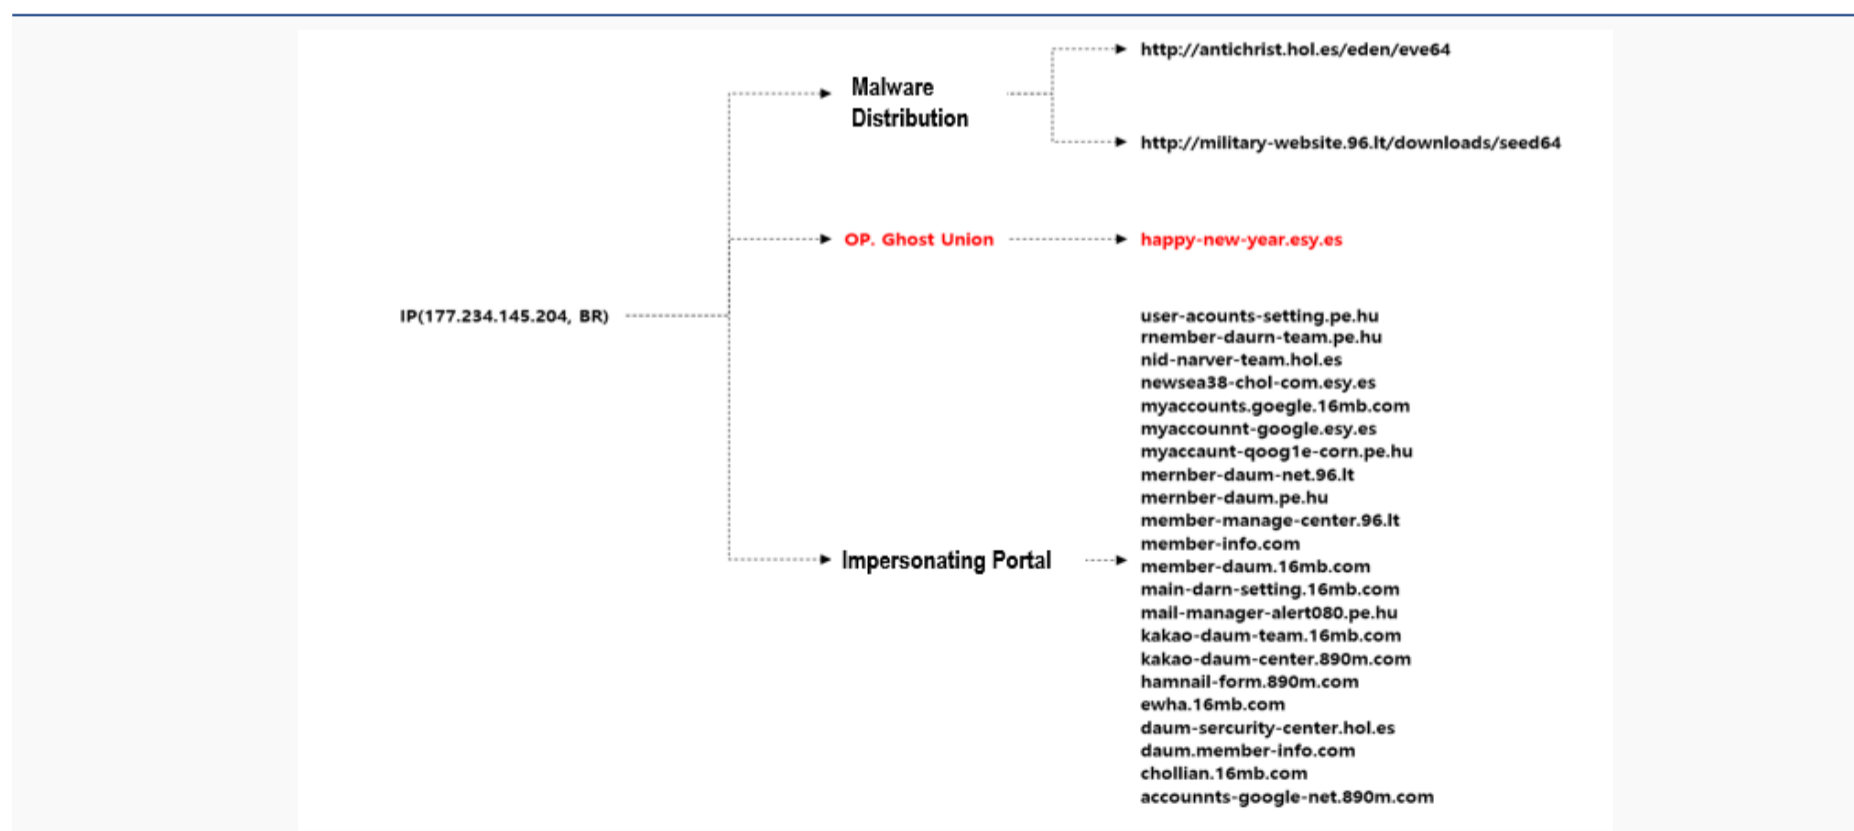 http://antichrist.hol.es/eden/eve64
Malware
Distribution
http://military-website.96.lt/downloads/seed64
OP. Ghost Union
happy-new-year.esy.es
IP(177.234.145.204, BR)
user-acounts-setting.pe.hu
rnember-daurn-team.pe.hu
nid-narver-team.hol.es
newsea38-chol-com.esy.es
myaccounts.goegle.16mb.com
myaccounnt-google.esy.es
myaccaunt-qoog1e-corn.pe.hu
mernber-daum-net.96.lt
mernber-daum.pe.hu
member-manage-center.96.lt
member-info.com
Impersonating Portal
member-daum.16mb.com
main-darn-setting.16mb.com
mail-manager-alert080.pe.hu
kakao-daum-team.16mb.com
kakao-daum-center.890m.com
hamnail-form.890m.com
ewha.16mb.com
daum-sercurity-center.hol.es
daum.member-info.com
chollian.16mb.com
accounnts-google-net.890m.com